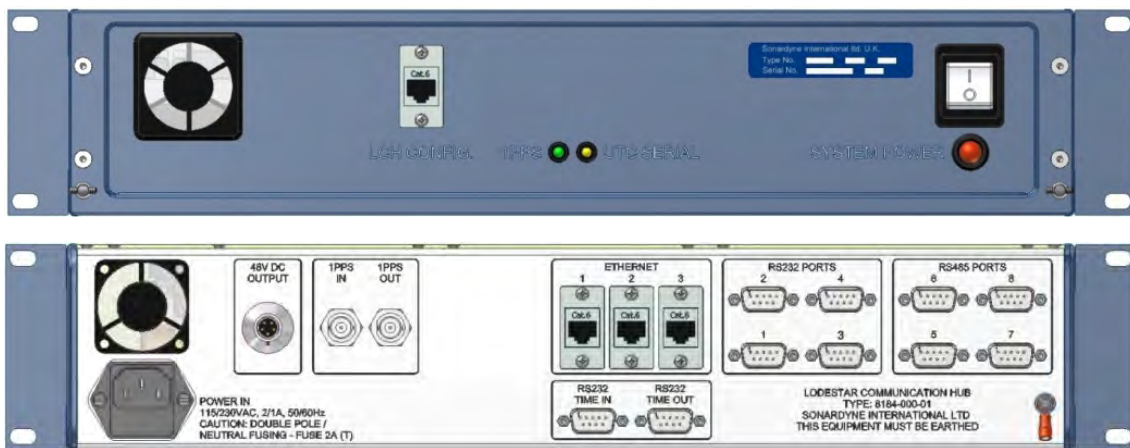 Sonardyne International ltd. U.K.
Type No.
Serial No.
Cat.6
I
O
LCH CONFIG.
1PPS
UTC SERIAL
SYSTEM POWER
48V DC
OUTPUT
1PPS
IN
1PPS
OUT
ETHERNET
1 2 3
Cat.6 Cat.6 Cat.6
RS232 PORTS
2 4
1 3
RS485 PORTS
6 8
5 7
RS232
TIME IN
RS232
TIME OUT
POWER IN
115/230VAC, 2/1A, 50/60Hz
CAUTION: DOUBLE POLE /
NEUTRAL FUSING - FUSE 2A (T)
LODESTAR COMMUNICATION HUB
TYPE: 8184-000-01
SONARDYNE INTERNATIONAL LTD
THIS EQUIPMENT MUST BE EARTHED